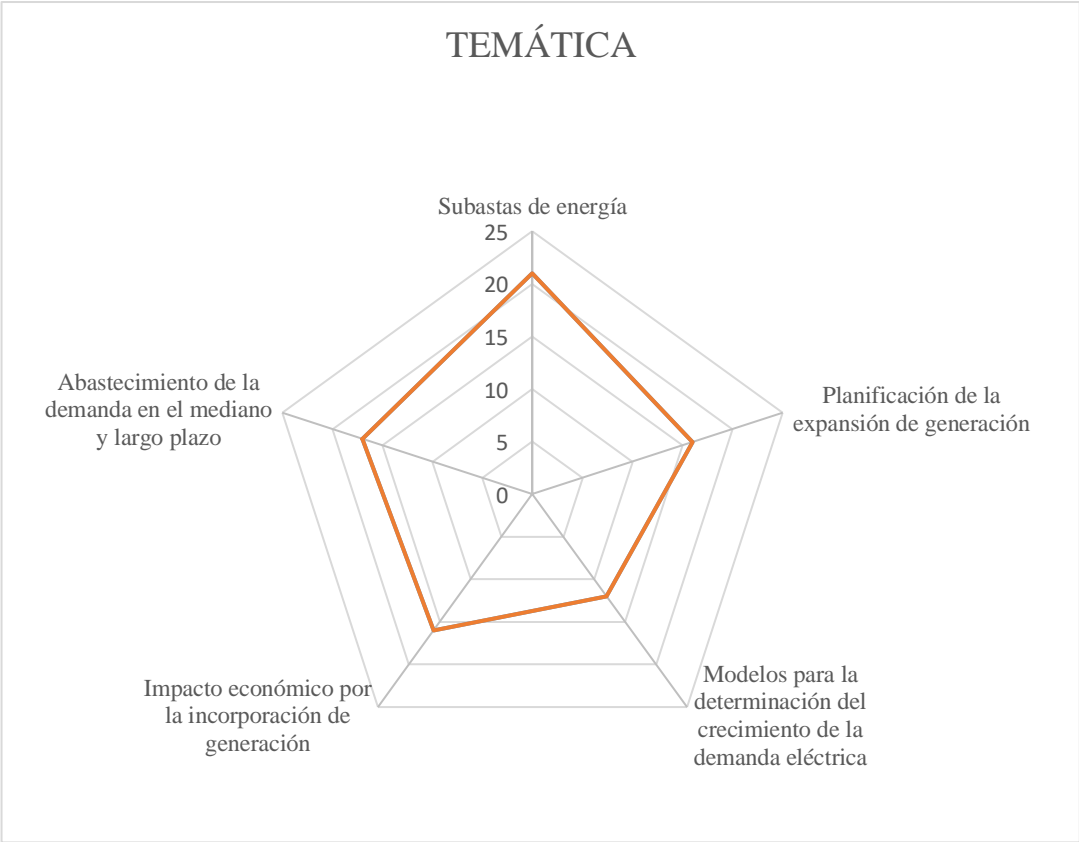 TEMÁTICA
Subastas de energía
25
20
15
10
5
0
Planificación de la
expansión de generación
Modelos para la
determinación del
crecimiento de la
demanda eléctrica
Impacto económico por
la incorporación de
generación
Abastecimiento de la
demanda en el mediano
y largo plazo